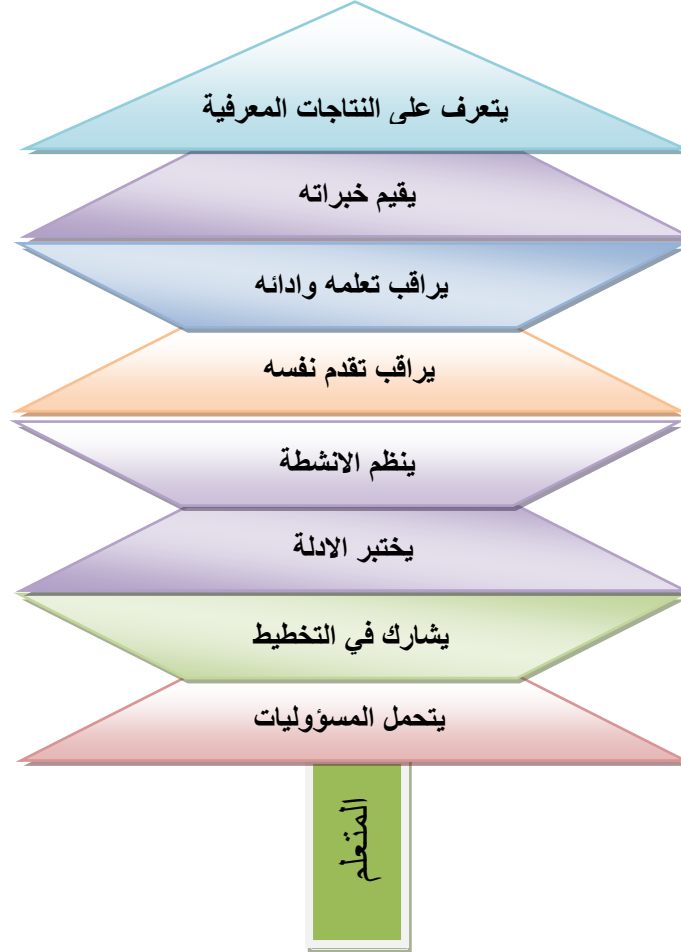 يتعرف على النتاجات المعرفية
يقيم خبراته
يراقب تعلمه وادائه
يراقب تقدم نفسه
ينظم الانشطة
يختبر الادلة
يشارك في التخطيط
يتحمل المسؤوليات
المتعلم